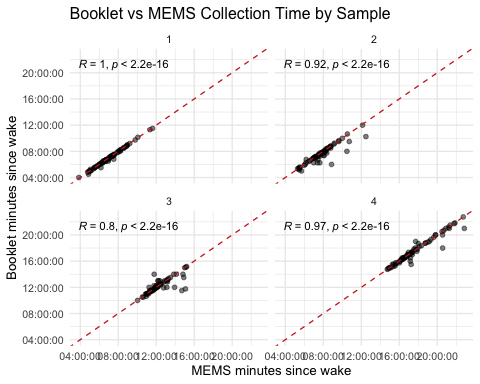 Booklet vs MEMS Collection Time by Sample
1
2
R = 1, p < 2.2e-16
R = 0.92, p < 2.2e-16
20:00:00
16:00:00
12:00:00
08:00:00
04:00:00
3
4
R = 0.8, p < 2.2e-16
R = 0.97, p < 2.2e-16
20:00:00
16:00:00
12:00:00
08:00:00
04:00:00
Booklet minutes since wake
04:00:00 08:00:00 12:00:00 16:00:00 20:00:00
04:00:00 08:00:00 12:00:00 16:00:00 20:00:00
MEMS minutes since wake